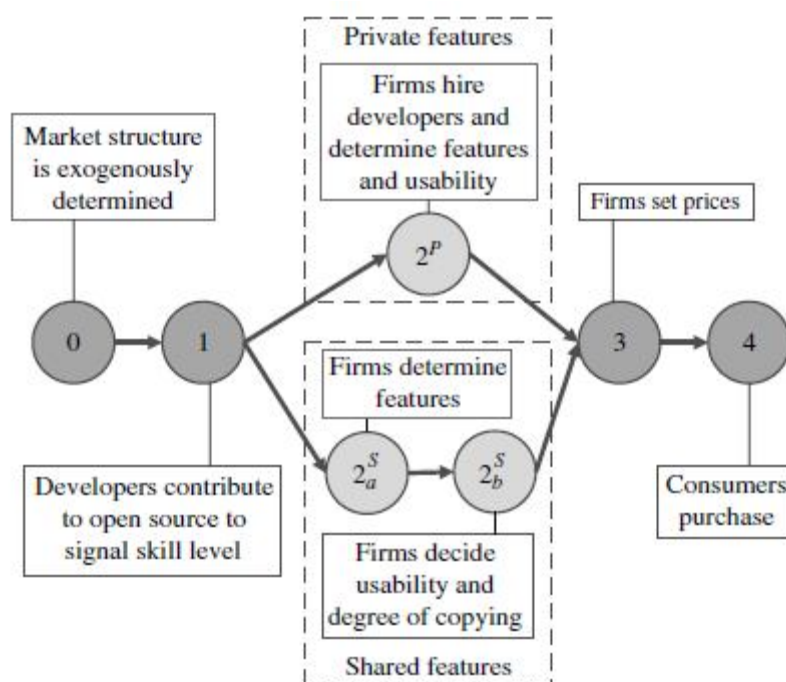 Private features
Firms hire
developers and
determine features
and usability
Market structure
is exogenously
determined
Firms set prices
2^P
0
1
3
4
Firms determine
features
2_a^S
2_b^S
Developers contribute
to open source to
signal skill level
Consumers
purchase
Firms decide
usability and
degree of copying
Shared features